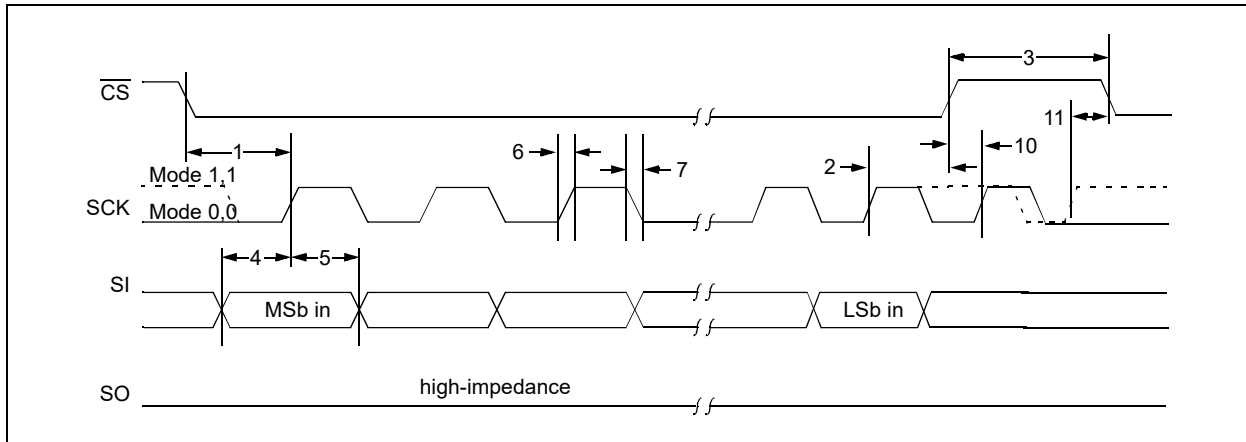 3
CS
11
1
6
7
2
10
Mode 1,1
SCK
Mode 0,0
4
5
SI
MSb in
LSb in
SO
high-impedance